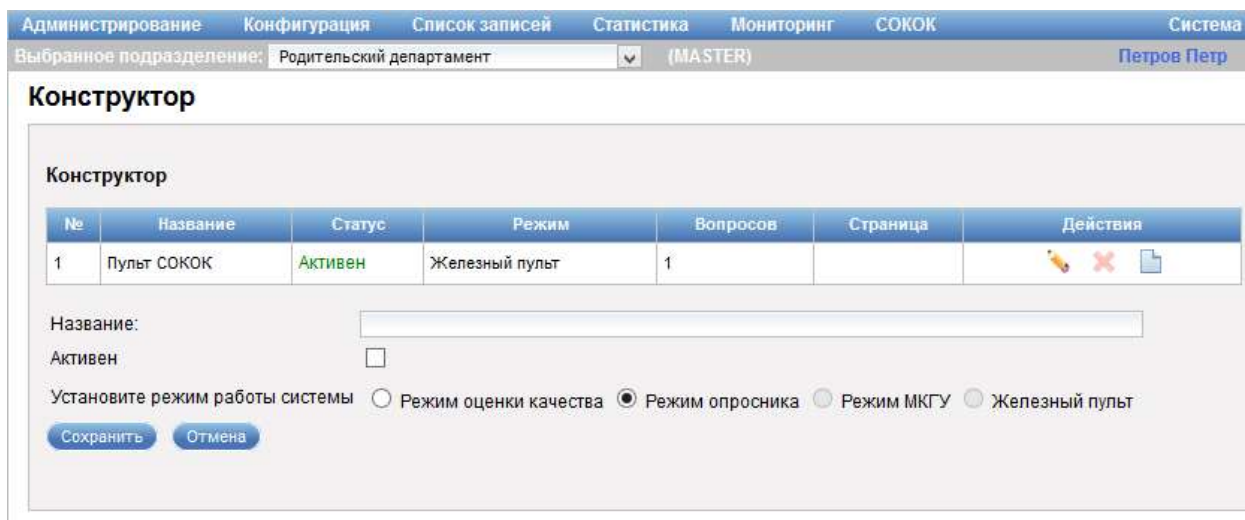 Администрирование Конфигурация Список записей Статистика Мониторинг СОКОК Система
Выбранное подразделение: Родительский департамент (MASTER) Петров Петр
Конструктор
Конструктор
№ Название Статус Режим Вопросов Страница Действия
1 Пульт СОКОК Активен Железный пульт 1
Название:
Активен
Установите режим работы системы Режим оценки качества Режим опросника Режим МКГУ Железный пульт
Сохранить Отмена